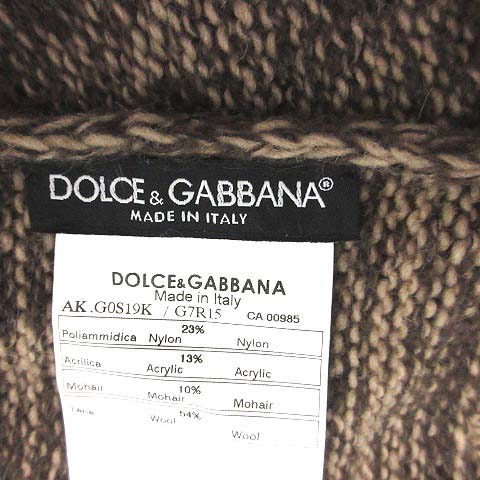 DOLCE & GABBANA®
MADE IN ITALY
DOLCE&GABBANA
Made in Italy
AK .G0S19K / G7R15 CA 00985
23%
Poliammidica Nylon Nylon
13%
Acrilica Acrylic Acrylic
10%
Mohair Mohair Mohair
54%
Lana Wool Wool